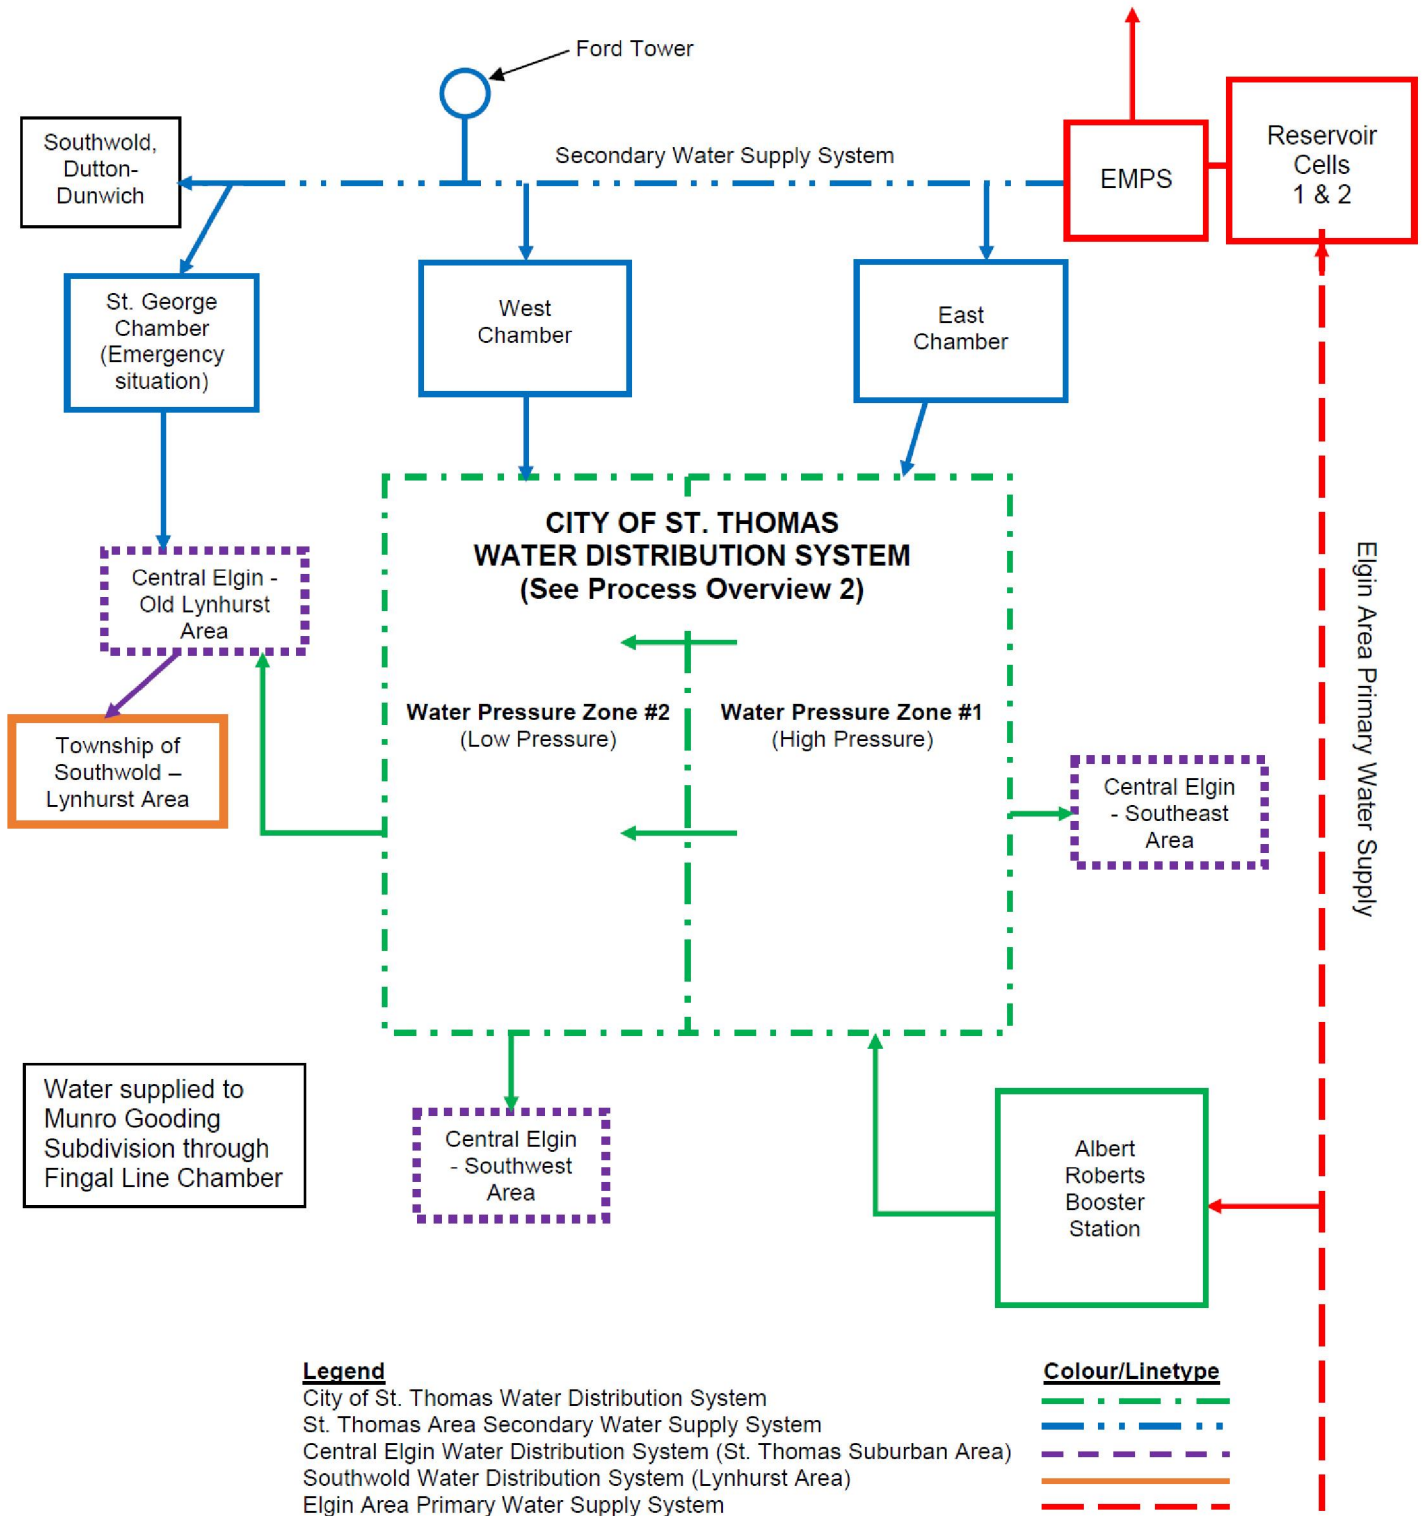 Ford Tower
Southwold,
Dutton-
Dunwich
Secondary Water Supply System
EMPS
Reservoir
Cells
1 & 2
St. George
Chamber
(Emergency
situation)
West
Chamber
East
Chamber
CITY OF ST. THOMAS
WATER DISTRIBUTION SYSTEM
(See Process Overview 2)
Central Elgin -
Old Lynhurst
Area
Elgin Area Primary Water Supply
Water Pressure Zone #2
(Low Pressure)
Water Pressure Zone #1
(High Pressure)
Township of
Southwold –
Lynhurst Area
Central Elgin
- Southeast
Area
Water supplied to
Munro Gooding
Subdivision through
Fingal Line Chamber
Central Elgin
- Southwest
Area
Albert
Roberts
Booster
Station
Legend
Colour/Linetype
City of St. Thomas Water Distribution System
St. Thomas Area Secondary Water Supply System
Central Elgin Water Distribution System (St. Thomas Suburban Area)
Southwold Water Distribution System (Lynhurst Area)
Elgin Area Primary Water Supply System